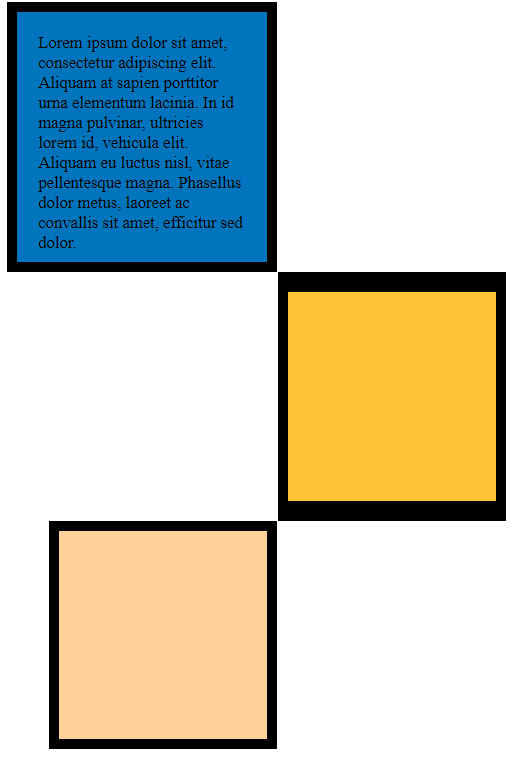 Lorem ipsum dolor sit amet,
consectetur adipiscing elit.
Aliquam at sapien porttitor
urna elementum lacinia. In id
magna pulvinar, ultricies
lorem id, vehicula elit.
Aliquam eu luctus nisl, vitae
pellentesque magna. Phasellus
dolor metus, laoreet ac
convallis sit amet, efficitur sed
dolor.